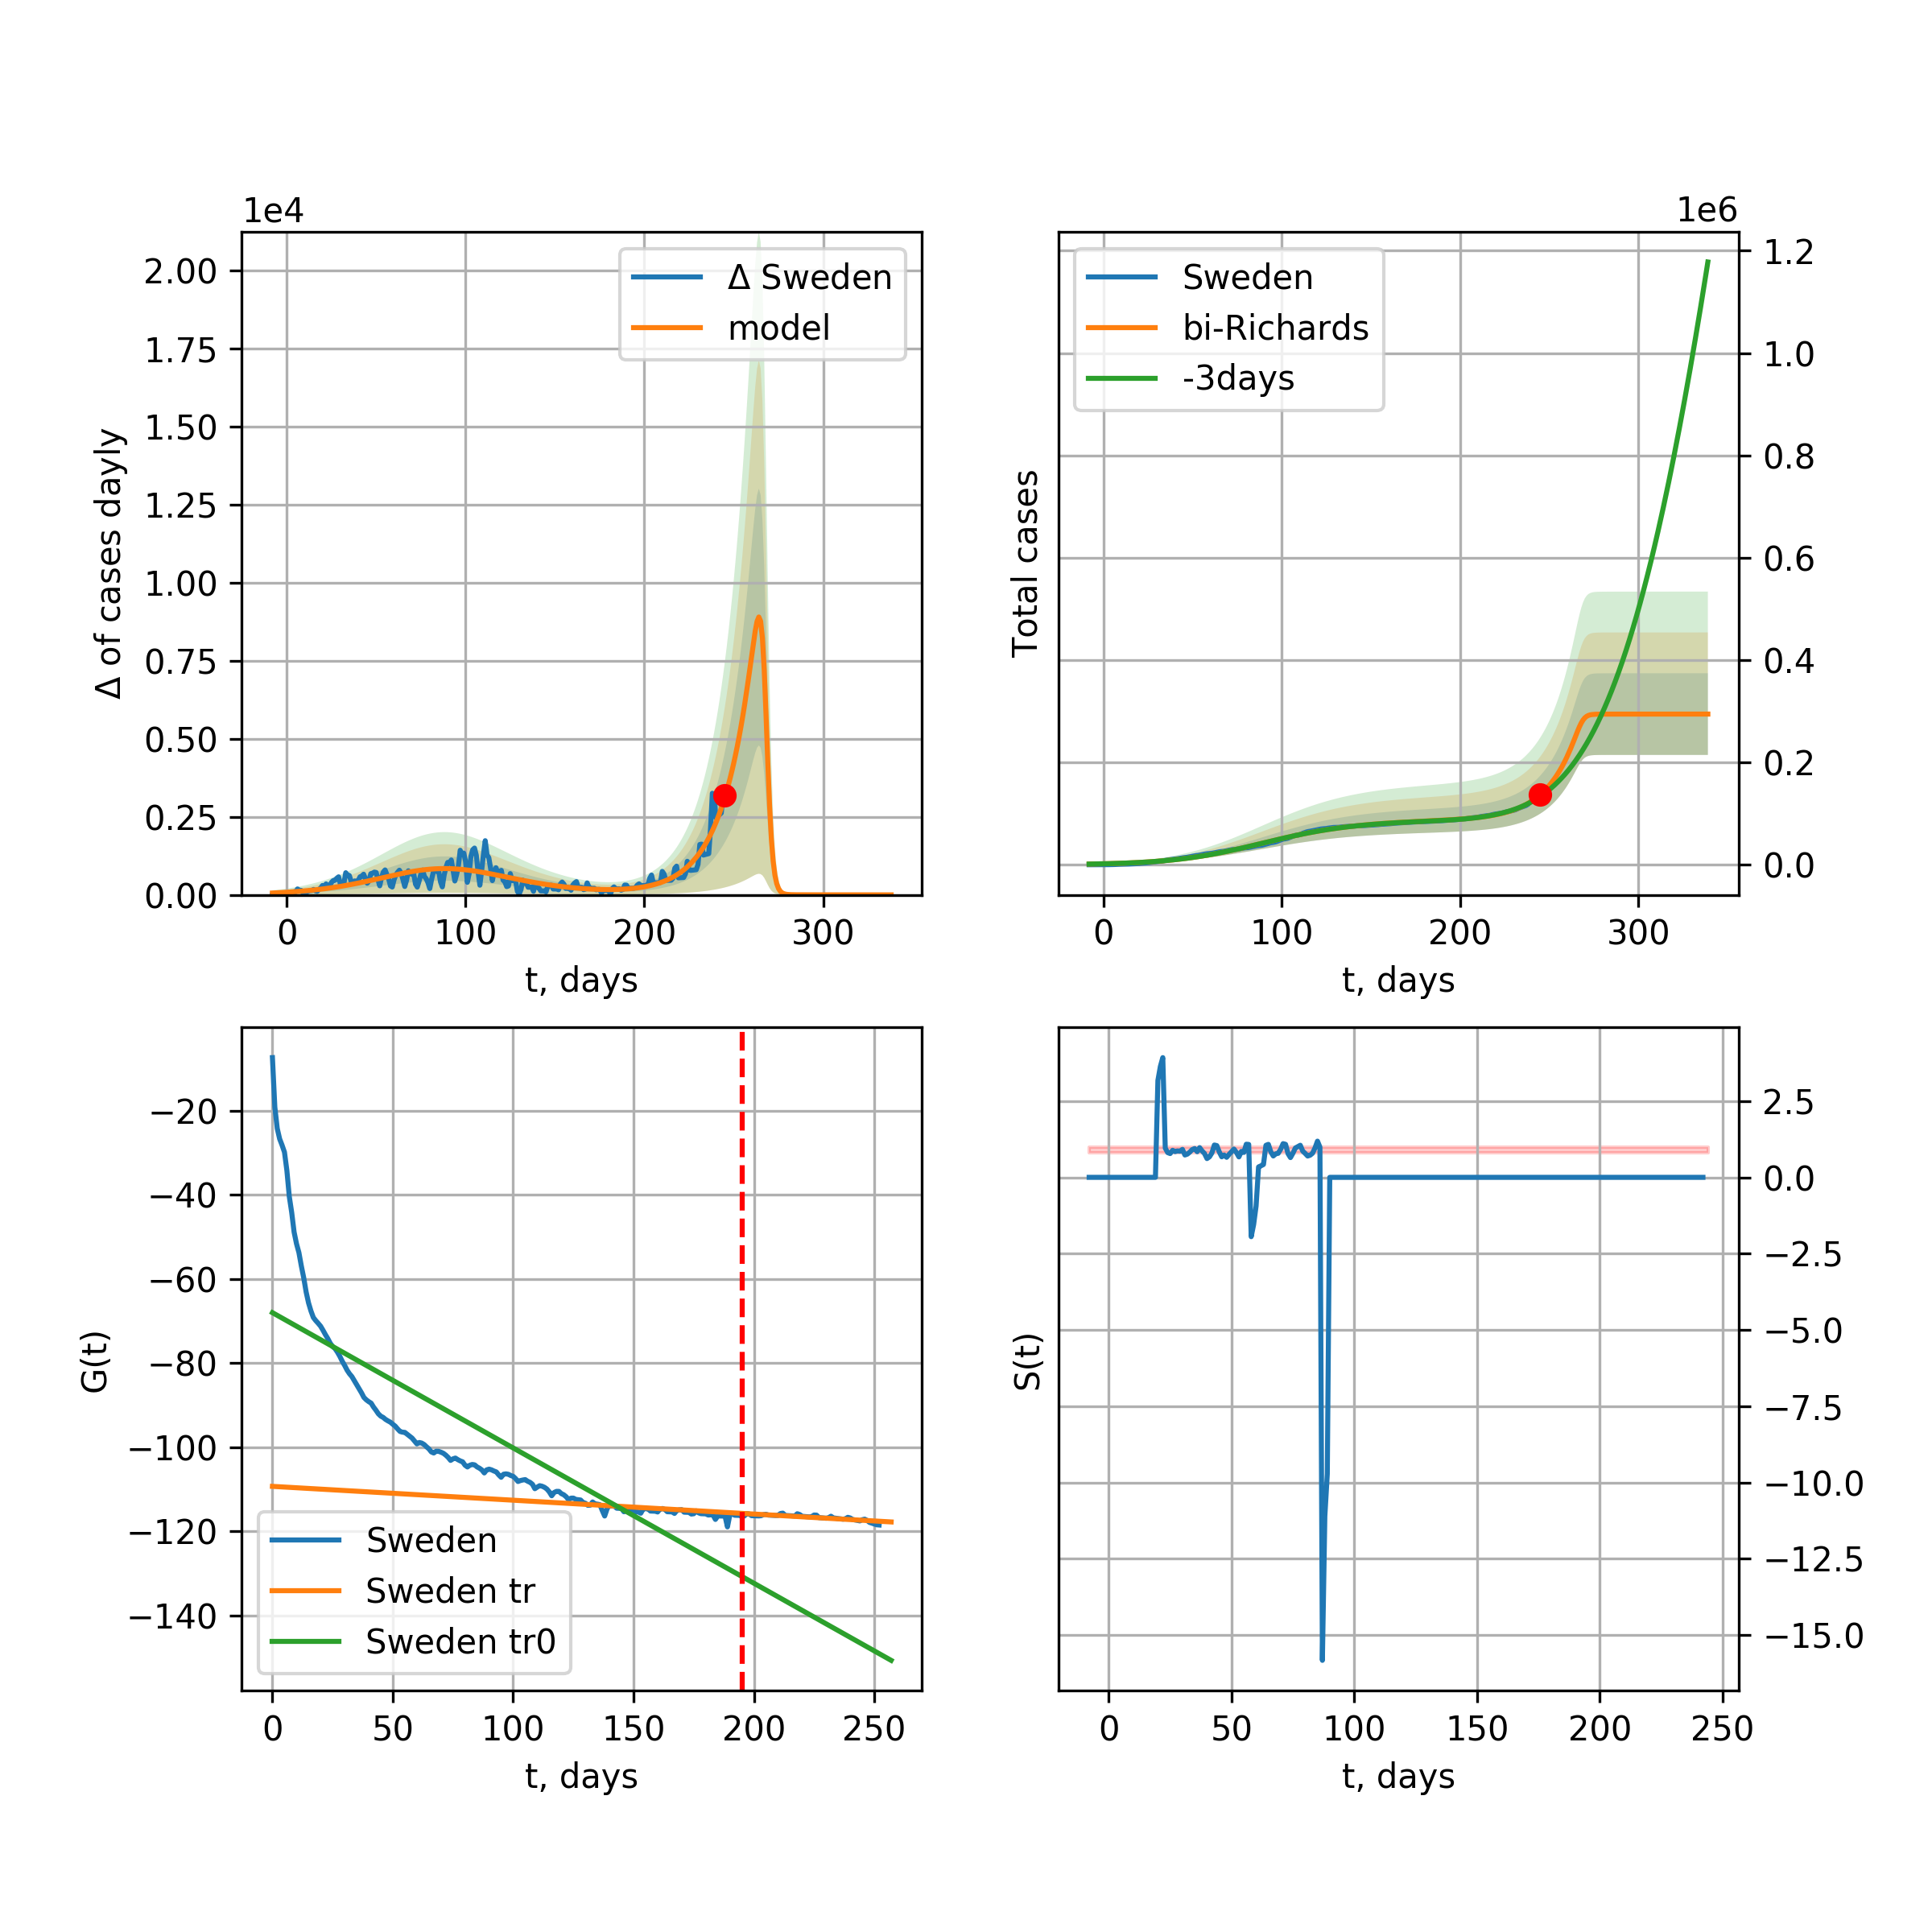 1e4
Δ of cases dayly
2.00
1.75
1.50
1.25
1.00
0.75
0.50
0.25
0.00
0 100 200 300
t, days
Δ Sweden
model
1e6
Total cases
1.2
1.0
0.8
0.6
0.4
0.2
0.0
0 100 200 300
t, days
Sweden
bi-Richards
-3days
G(t)
−20
−40
−60
−80
−100
−120
−140
0 50 100 150 200 250
t, days
Sweden
Sweden tr
Sweden tr0
S(t)
2.5
0.0
−2.5
−5.0
−7.5
−10.0
−12.5
−15.0
0 50 100 150 200 250
t, days